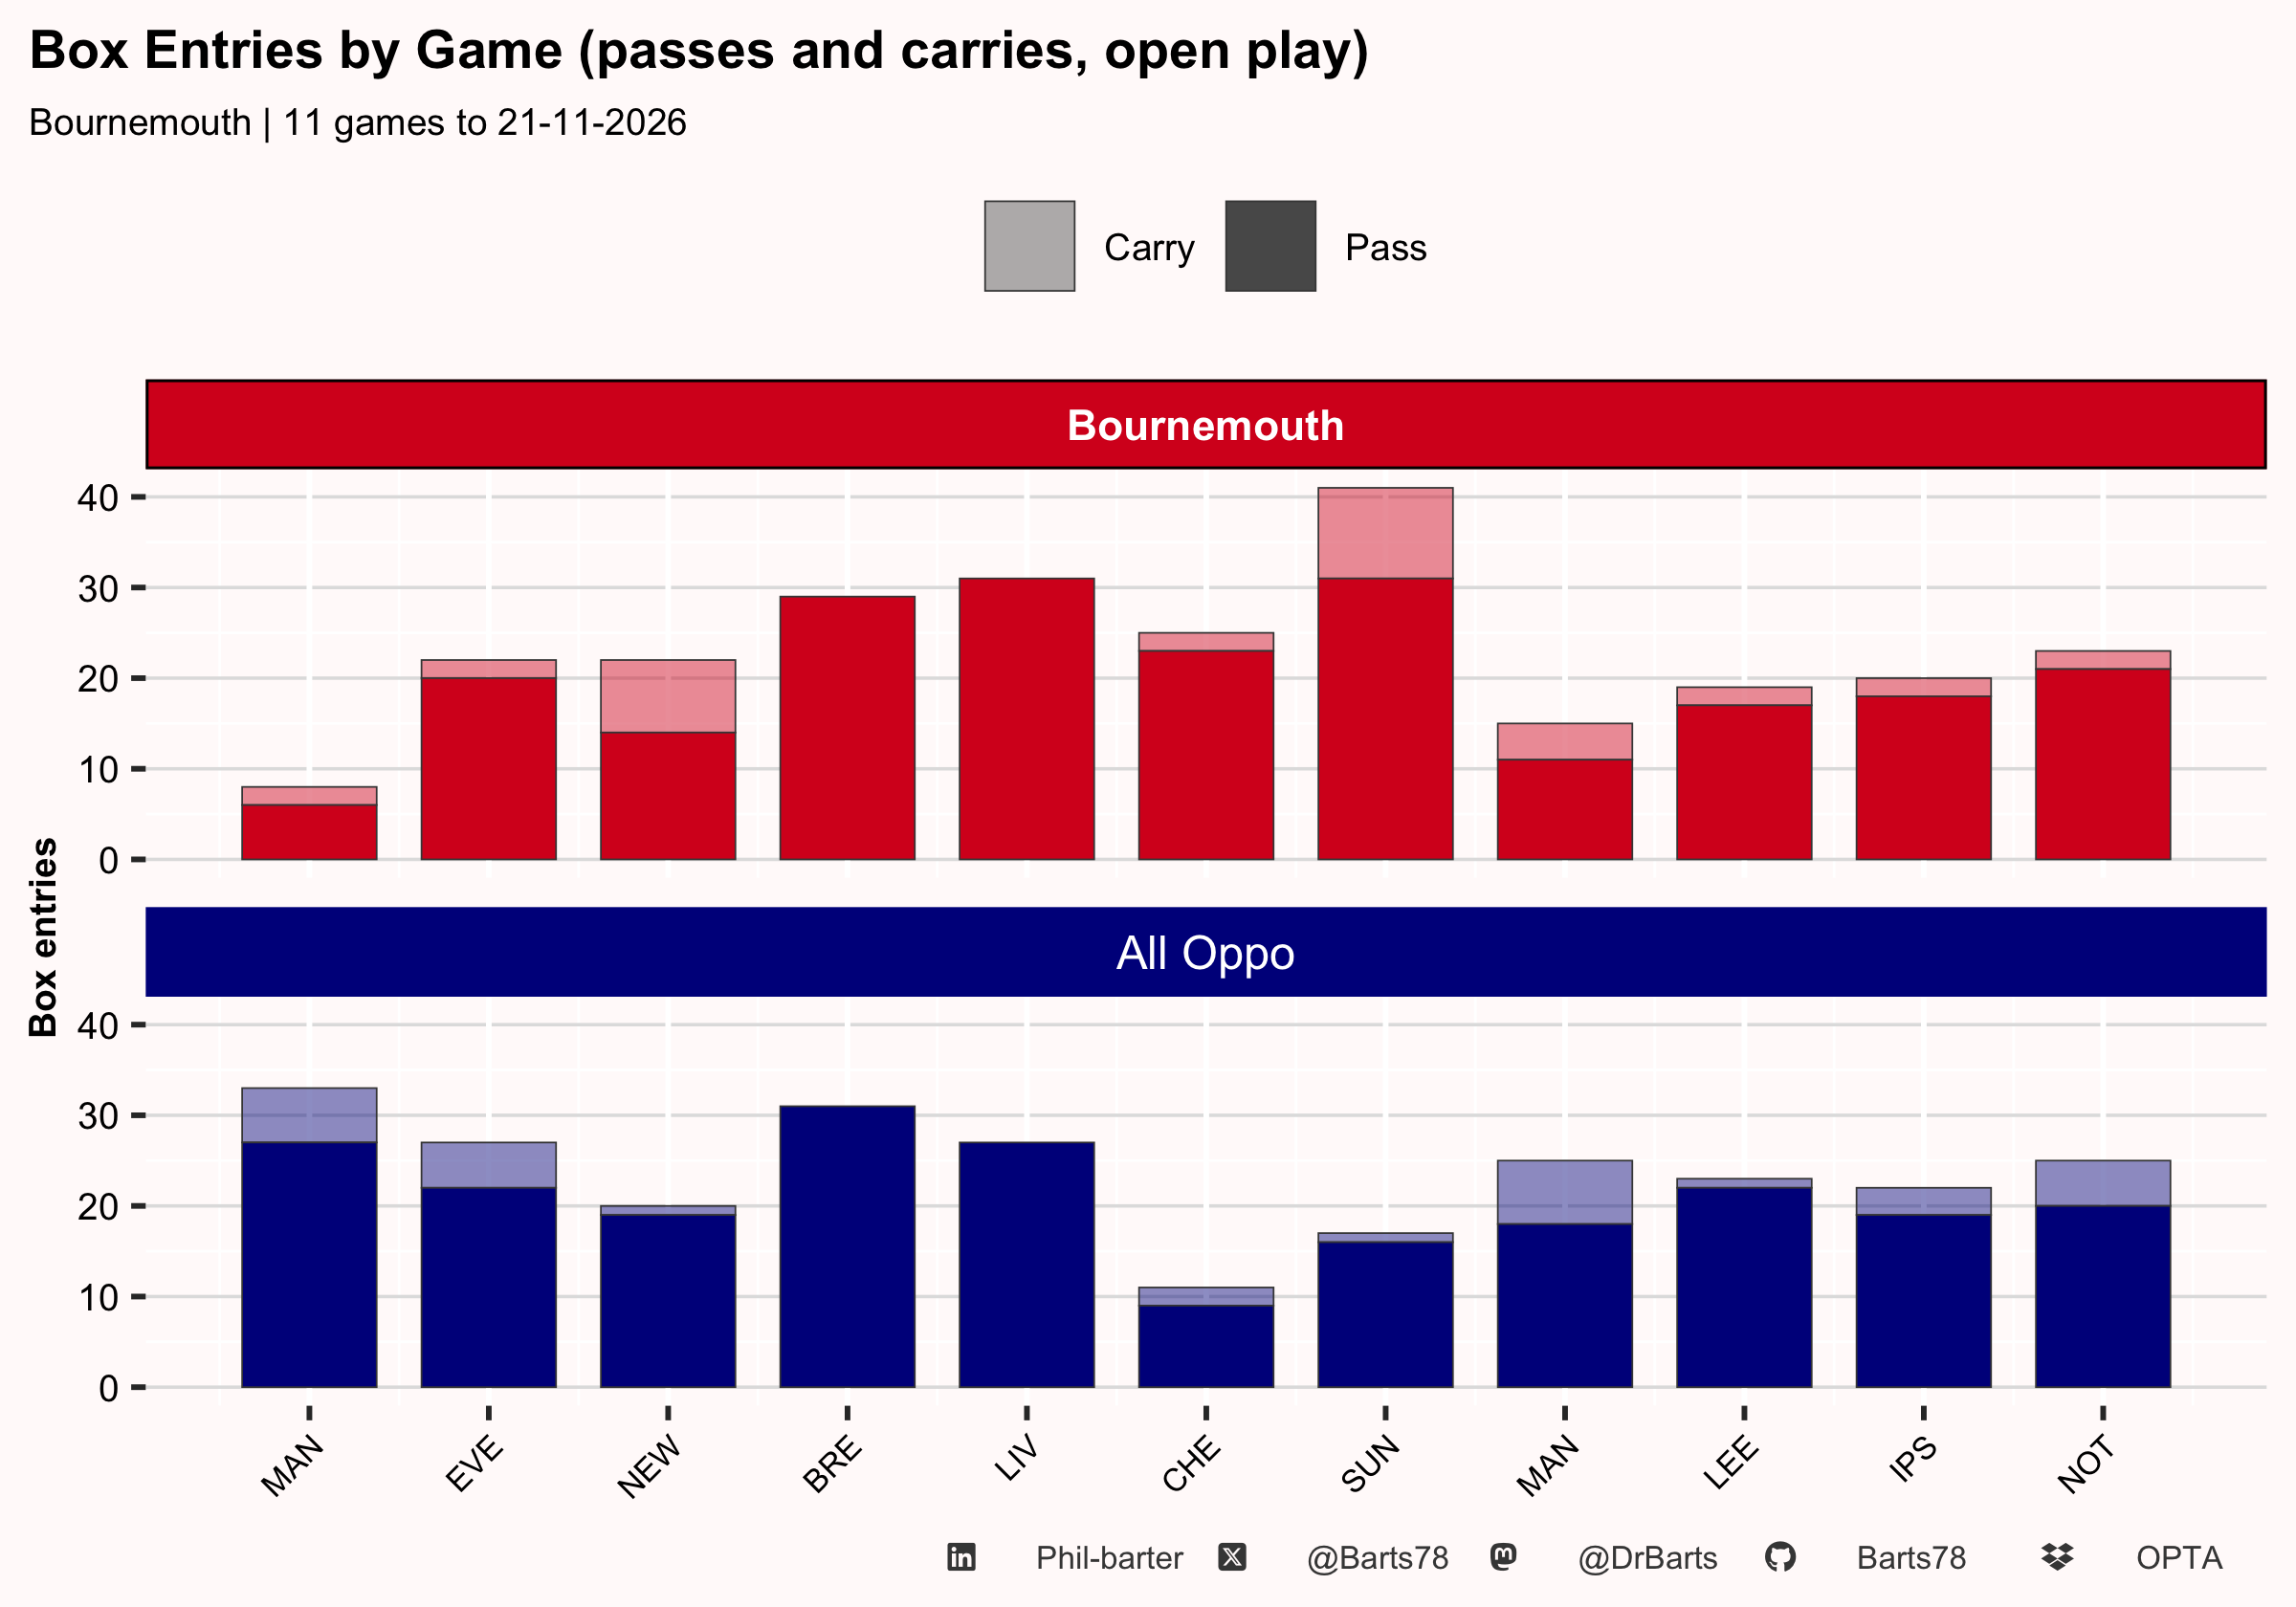 Box Entries by Game (passes and carries, open play)
Bournemouth | 11 games to 21-11-2026
Carry Pass
Bournemouth
40
30
20
10
0
Box entries
All Oppo
40
30
20
10
0
MAN EVE NEW BRE LIV CHE SUN MAN LEE IPS NOT
Phil-barter @Barts78 @DrBarts Barts78 OPTA